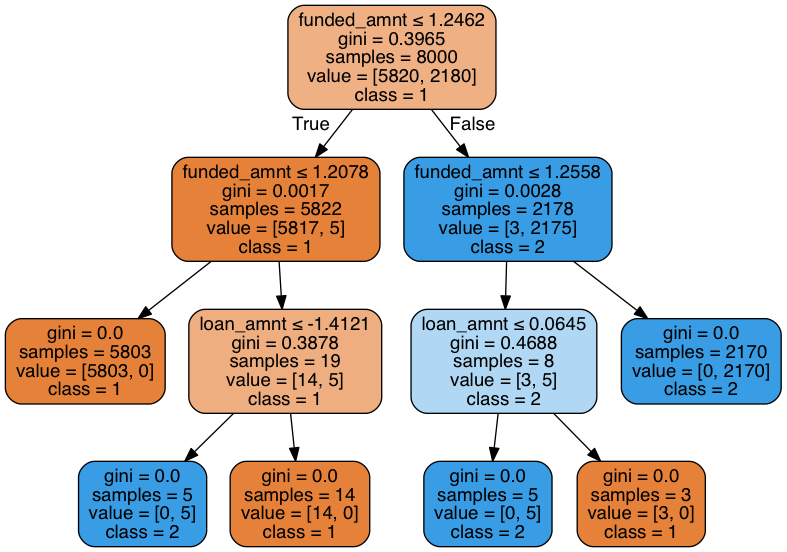 funded_amnt ≤ 1.2462
gini = 0.3965
samples = 8000
value = [5820, 2180]
class = 1
True
False
funded_amnt ≤ 1.2078
gini = 0.0017
samples = 5822
value = [5817, 5]
class = 1
funded_amnt ≤ 1.2558
gini = 0.0028
samples = 2178
value = [3, 2175]
class = 2
gini = 0.0
samples = 5803
value = [5803, 0]
class = 1
loan_amnt ≤ -1.4121
gini = 0.3878
samples = 19
value = [14, 5]
class = 1
loan_amnt ≤ 0.0645
gini = 0.4688
samples = 8
value = [3, 5]
class = 2
gini = 0.0
samples = 2170
value = [0, 2170]
class = 2
gini = 0.0
samples = 5
value = [0, 5]
class = 2
gini = 0.0
samples = 14
value = [14, 0]
class = 1
gini = 0.0
samples = 5
value = [0, 5]
class = 2
gini = 0.0
samples = 3
value = [3, 0]
class = 1